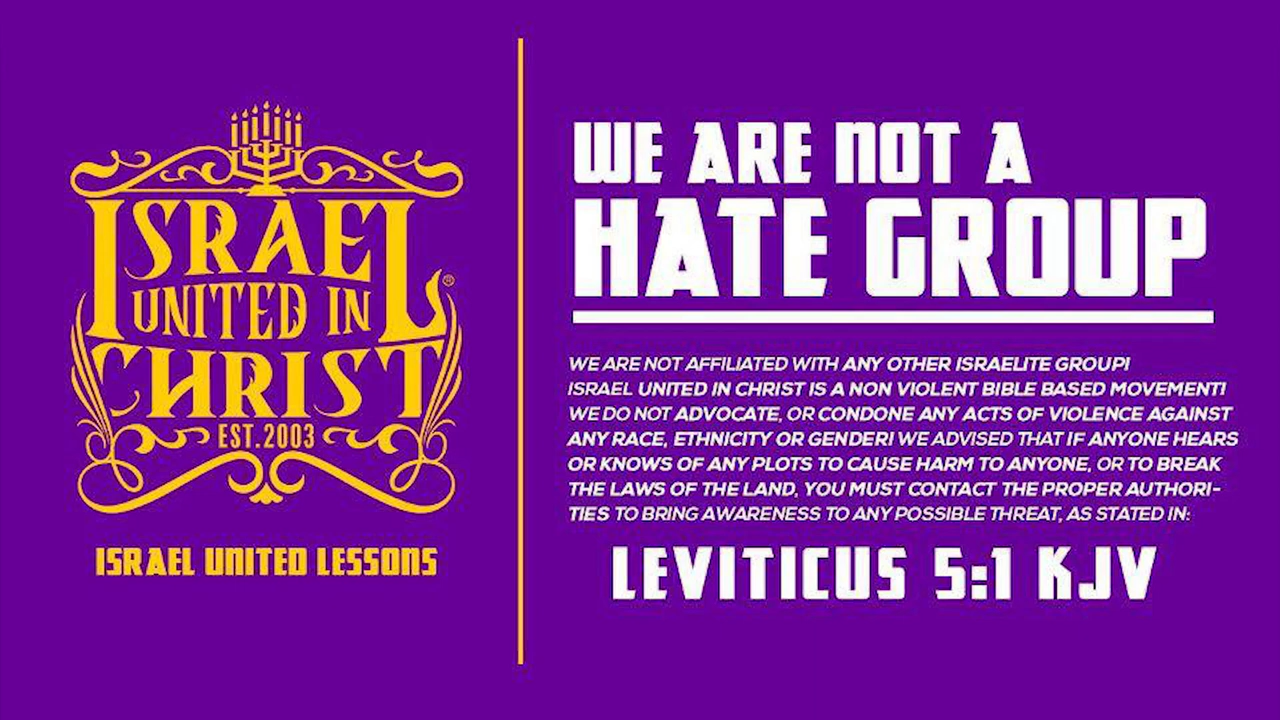 ISRAEL
UNITED IN
CHRIST
EST.2003
®
ISRAEL UNITED LESSONS
WE ARE NOT A
HATE GROUP
WE ARE NOT AFFILIATED WITH ANY OTHER ISRAELITE GROUP!
ISRAEL UNITED IN CHRIST IS A NON VIOLENT BIBLE BASED MOVEMENT!
WE DO NOT ADVOCATE, OR CONDONE ANY ACTS OF VIOLENCE AGAINST
ANY RACE, ETHNICITY OR GENDER! WE ADVISED THAT IF ANYONE HEARS
OR KNOWS OF ANY PLOTS TO CAUSE HARM TO ANYONE, OR TO BREAK
THE LAWS OF THE LAND, YOU MUST CONTACT THE PROPER AUTHORI-
TIES TO BRING AWARENESS TO ANY POSSIBLE THREAT, AS STATED IN:
LEVITICUS 5:1 KJV